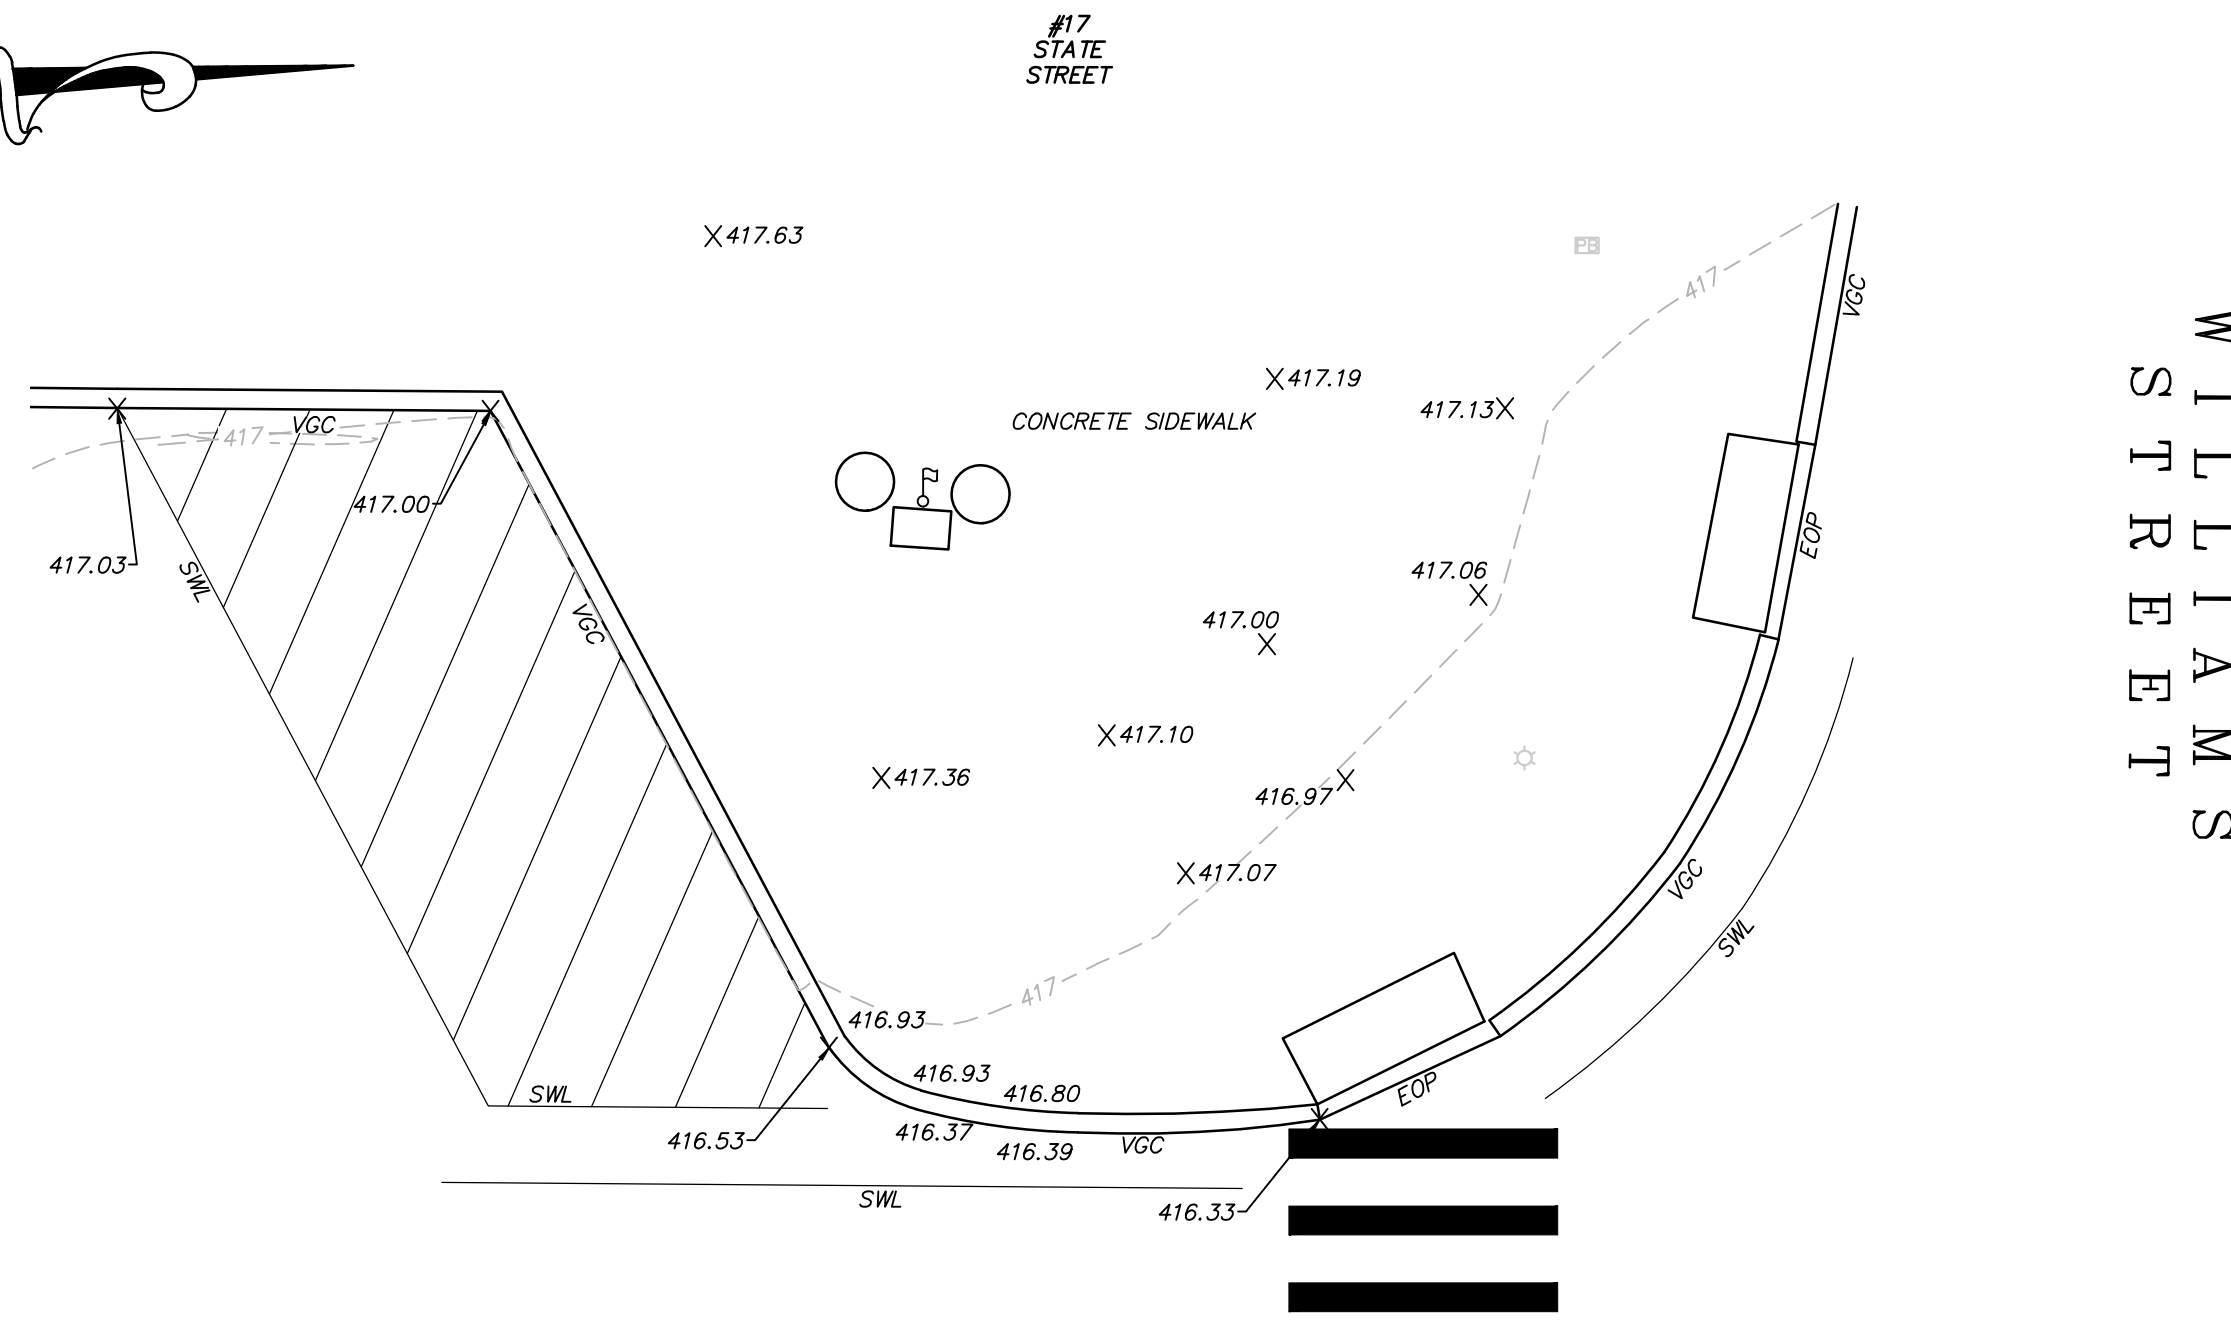 #17
STATE
STREET
417.63
PB
417
VGC
417.19
417.13
CONCRETE SIDEWALK
VGC
417
417.00
EOP
417.03
SWL
417.06
VGC
417.00
417.10
417.36
416.97
417.07
VGC
SWL
417
416.93
416.93
416.80
EOP
SWL
416.53
416.37
416.39
VGC
SWL
416.33
WILLIAMS
STREET